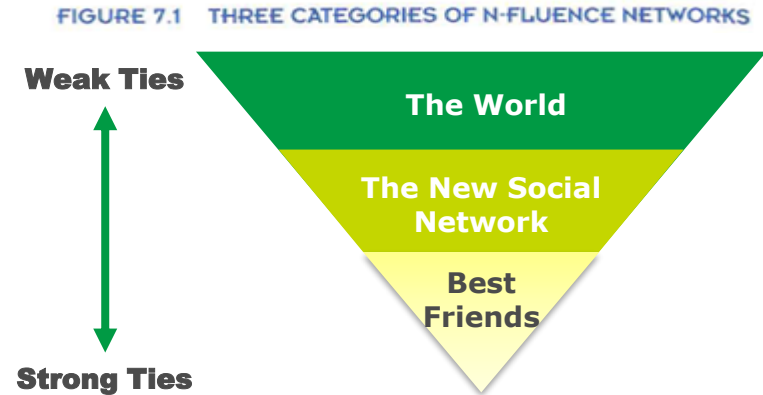 FIGURE 7.1 THREE CATEGORIES OF N-FLUENCE NETWORKS
Weak Ties
The World
The New Social
Network
Best
Friends
Strong Ties